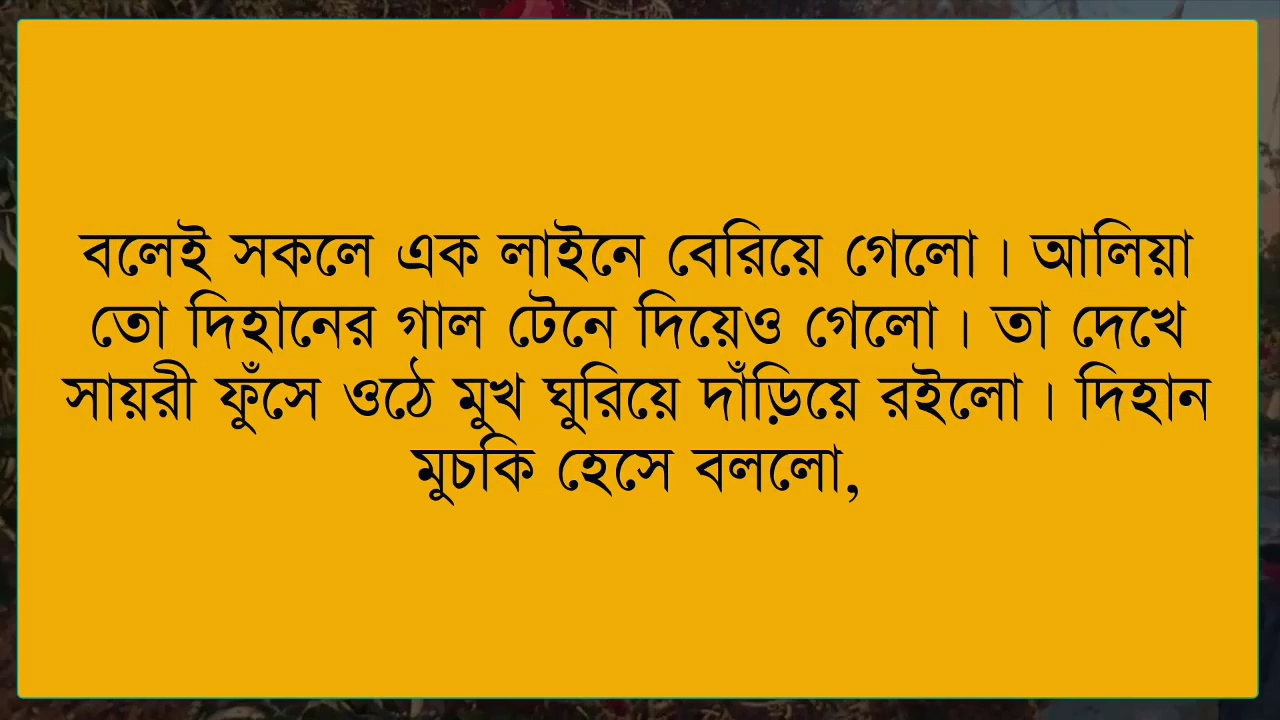 বলেই সকলে এক লাইনে বেরিয়ে গেলো। আলিয়া
তো দিহানের গাল টেনে দিয়েও গেলো। তা দেখে
সায়রী ফুঁসে ওঠে মুখ ঘুরিয়ে দাঁড়িয়ে রইলো। দিহান
মুচকি হেসে বললো,